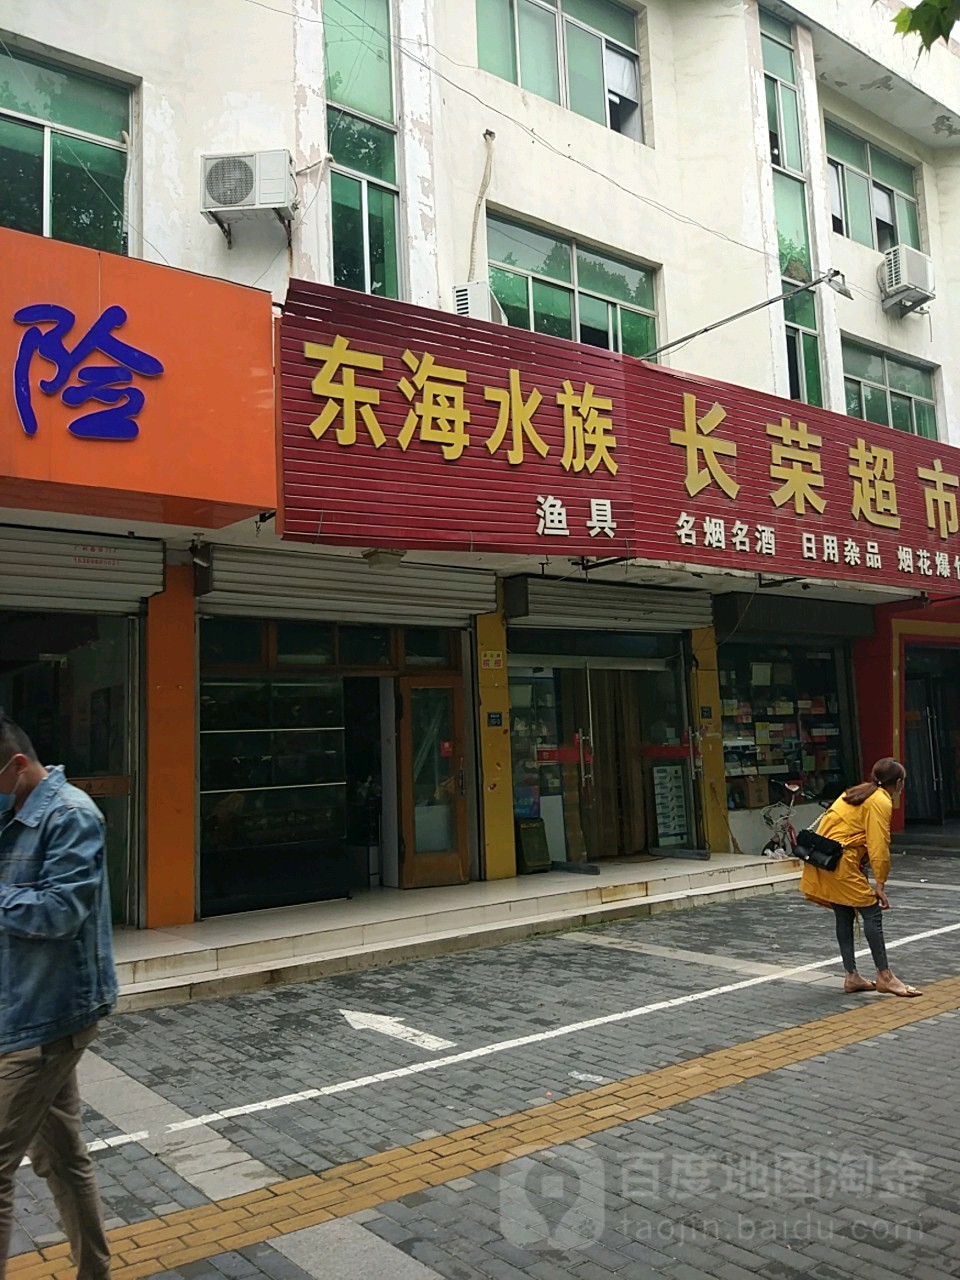 险
东海水族
渔具
长荣超市
名烟名酒 日用杂品 烟花爆
百度地图淘金
taojin.baidu.com